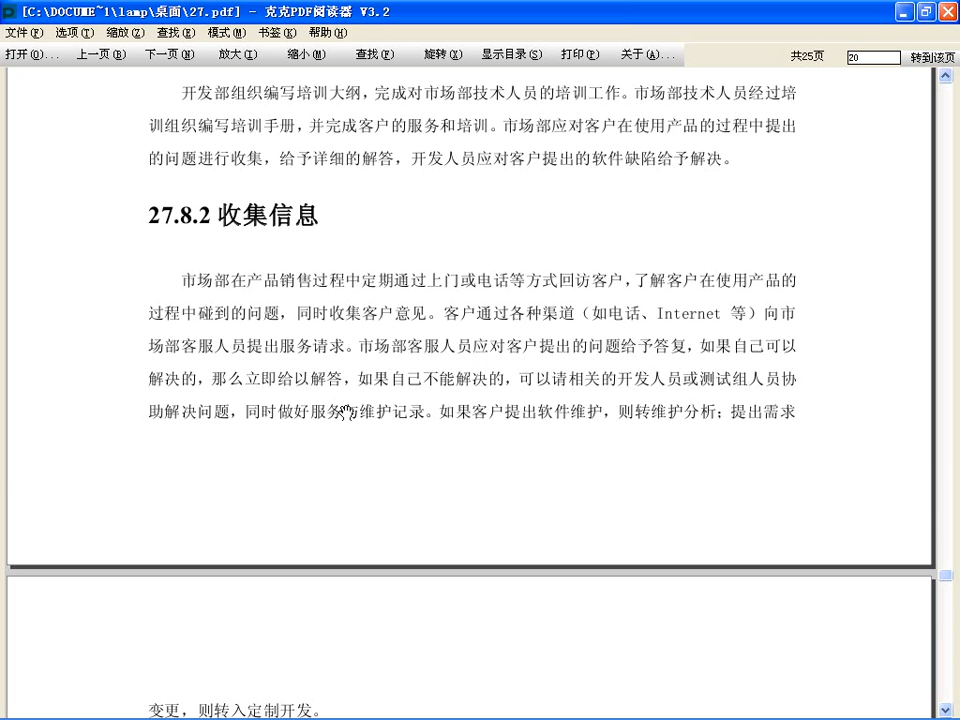 [C:\DOCUME~1\lamp\桌面\27.pdf] - 克克PDF阅读器 V3.2
文件(F) 选项(T) 缩放(Z) 查找(E) 模式(M) 书签(K) 帮助(H)
打开(O)... 上一页(B) 下一页(N) 放大(I) 缩小(M) 查找(F) 旋转(X) 显示目录(S) 打印(P) 关于(A)... 共25页 20 转到该页
开发部组织编写培训大纲，完成对市场部技术人员的培训工作。市场部技术人员经过培
训组织编写培训手册，并完成客户的服务和培训。市场部应对客户在使用产品的过程中提出
的问题进行收集，给予详细的解答，开发人员应对客户提出的软件缺陷给予解决。
27.8.2 收集信息
市场部在产品销售过程中定期通过上门或电话等方式回访客户，了解客户在使用产品的
过程中碰到的问题，同时收集客户意见。客户通过各种渠道（如电话、Internet 等）向市
场部客服人员提出服务请求。市场部客服人员应对客户提出的问题给予答复，如果自己可以
解决的，那么立即给以解答，如果自己不能解决的，可以请相关的开发人员或测试组人员协
助解决问题，同时做好服务与维护记录。如果客户提出软件维护，则转维护分析；提出需求
变更，则转入定制开发。